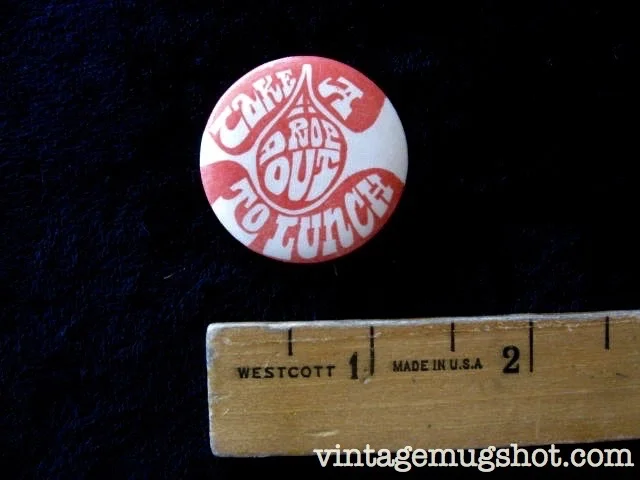 TAKE A
DROP
OUT
TO LUNCH
WESTCOTT 1 MADE IN U.S.A 2
vintagemugshot.com